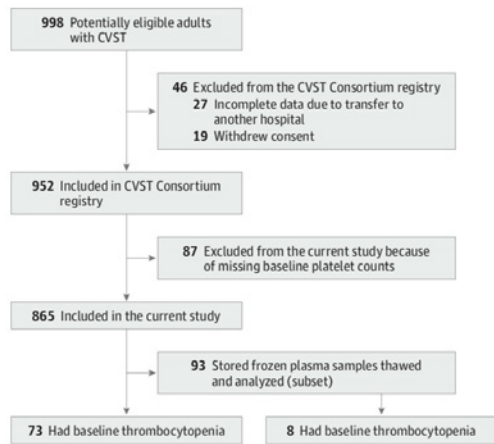 998 Potentially eligible adults
with CVST
46 Excluded from the CVST Consortium registry
27 Incomplete data due to transfer to
another hospital
19 Withdrew consent
952 Included in CVST Consortium
registry
87 Excluded from the current study because
of missing baseline platelet counts
865 Included in the current study
93 Stored frozen plasma samples thawed
and analyzed (subset)
73 Had baseline thrombocytopenia
8 Had baseline thrombocytopenia